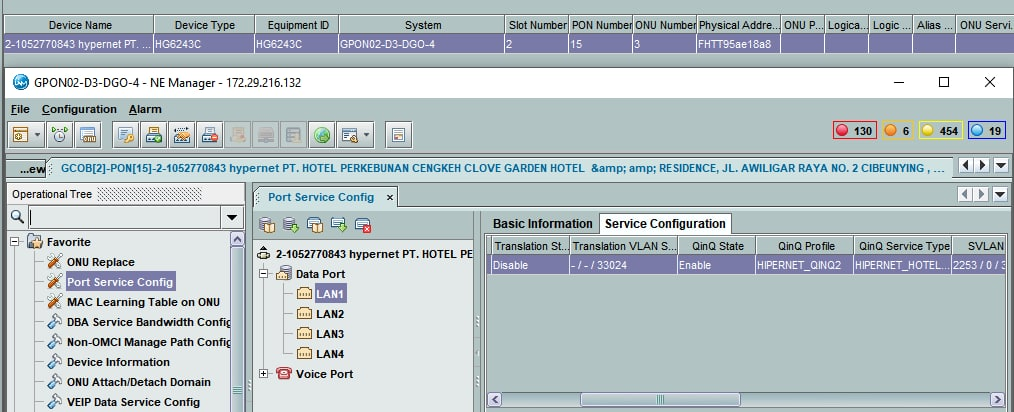 Device Name Device Type Equipment ID System Slot Number PON Number ONU Number Physical Addre... ONU P... Logica... Logic ... Alias ... ONU Servi.
2-1052770843 hypernet PT. ... HG6243C HG6243C GPON02-D3-DGO-4 2 15 3 FHTT95ae18a8
GPON02-D3-DGO-4 - NE Manager - 172.29.216.132
File Configuration Alarm
130 6 454 19
...ew GCOB[2]-PON[15]-2-1052770843 hypernet PT. HOTEL PERKEBUNAN CENGKEH CLOVE GARDEN HOTEL &amp; amp; RESIDENCE, JL. AWILIGAR RAYA NO. 2 CIBEUNYING , ...
Operational Tree
Favorite
ONU Replace
Port Service Config
MAC Learning Table on ONU
DBA Service Bandwidth Config
Non-OMCI Manage Path Config
Device Information
ONU Attach/Detach Domain
VEIP Data Service Config
Port Service Config
2-1052770843 hypernet PT. HOTEL PE
Data Port
LAN1
LAN2
LAN3
LAN4
Voice Port
Basic Information Service Configuration
Translation St... Translation VLAN S... QinQ State QinQ Profile QinQ Service Type SVLAN
Disable - / - / 33024 Enable HIPERNET_QINQ2 HIPERNET_HOTEL... 2253 / 0 / 3